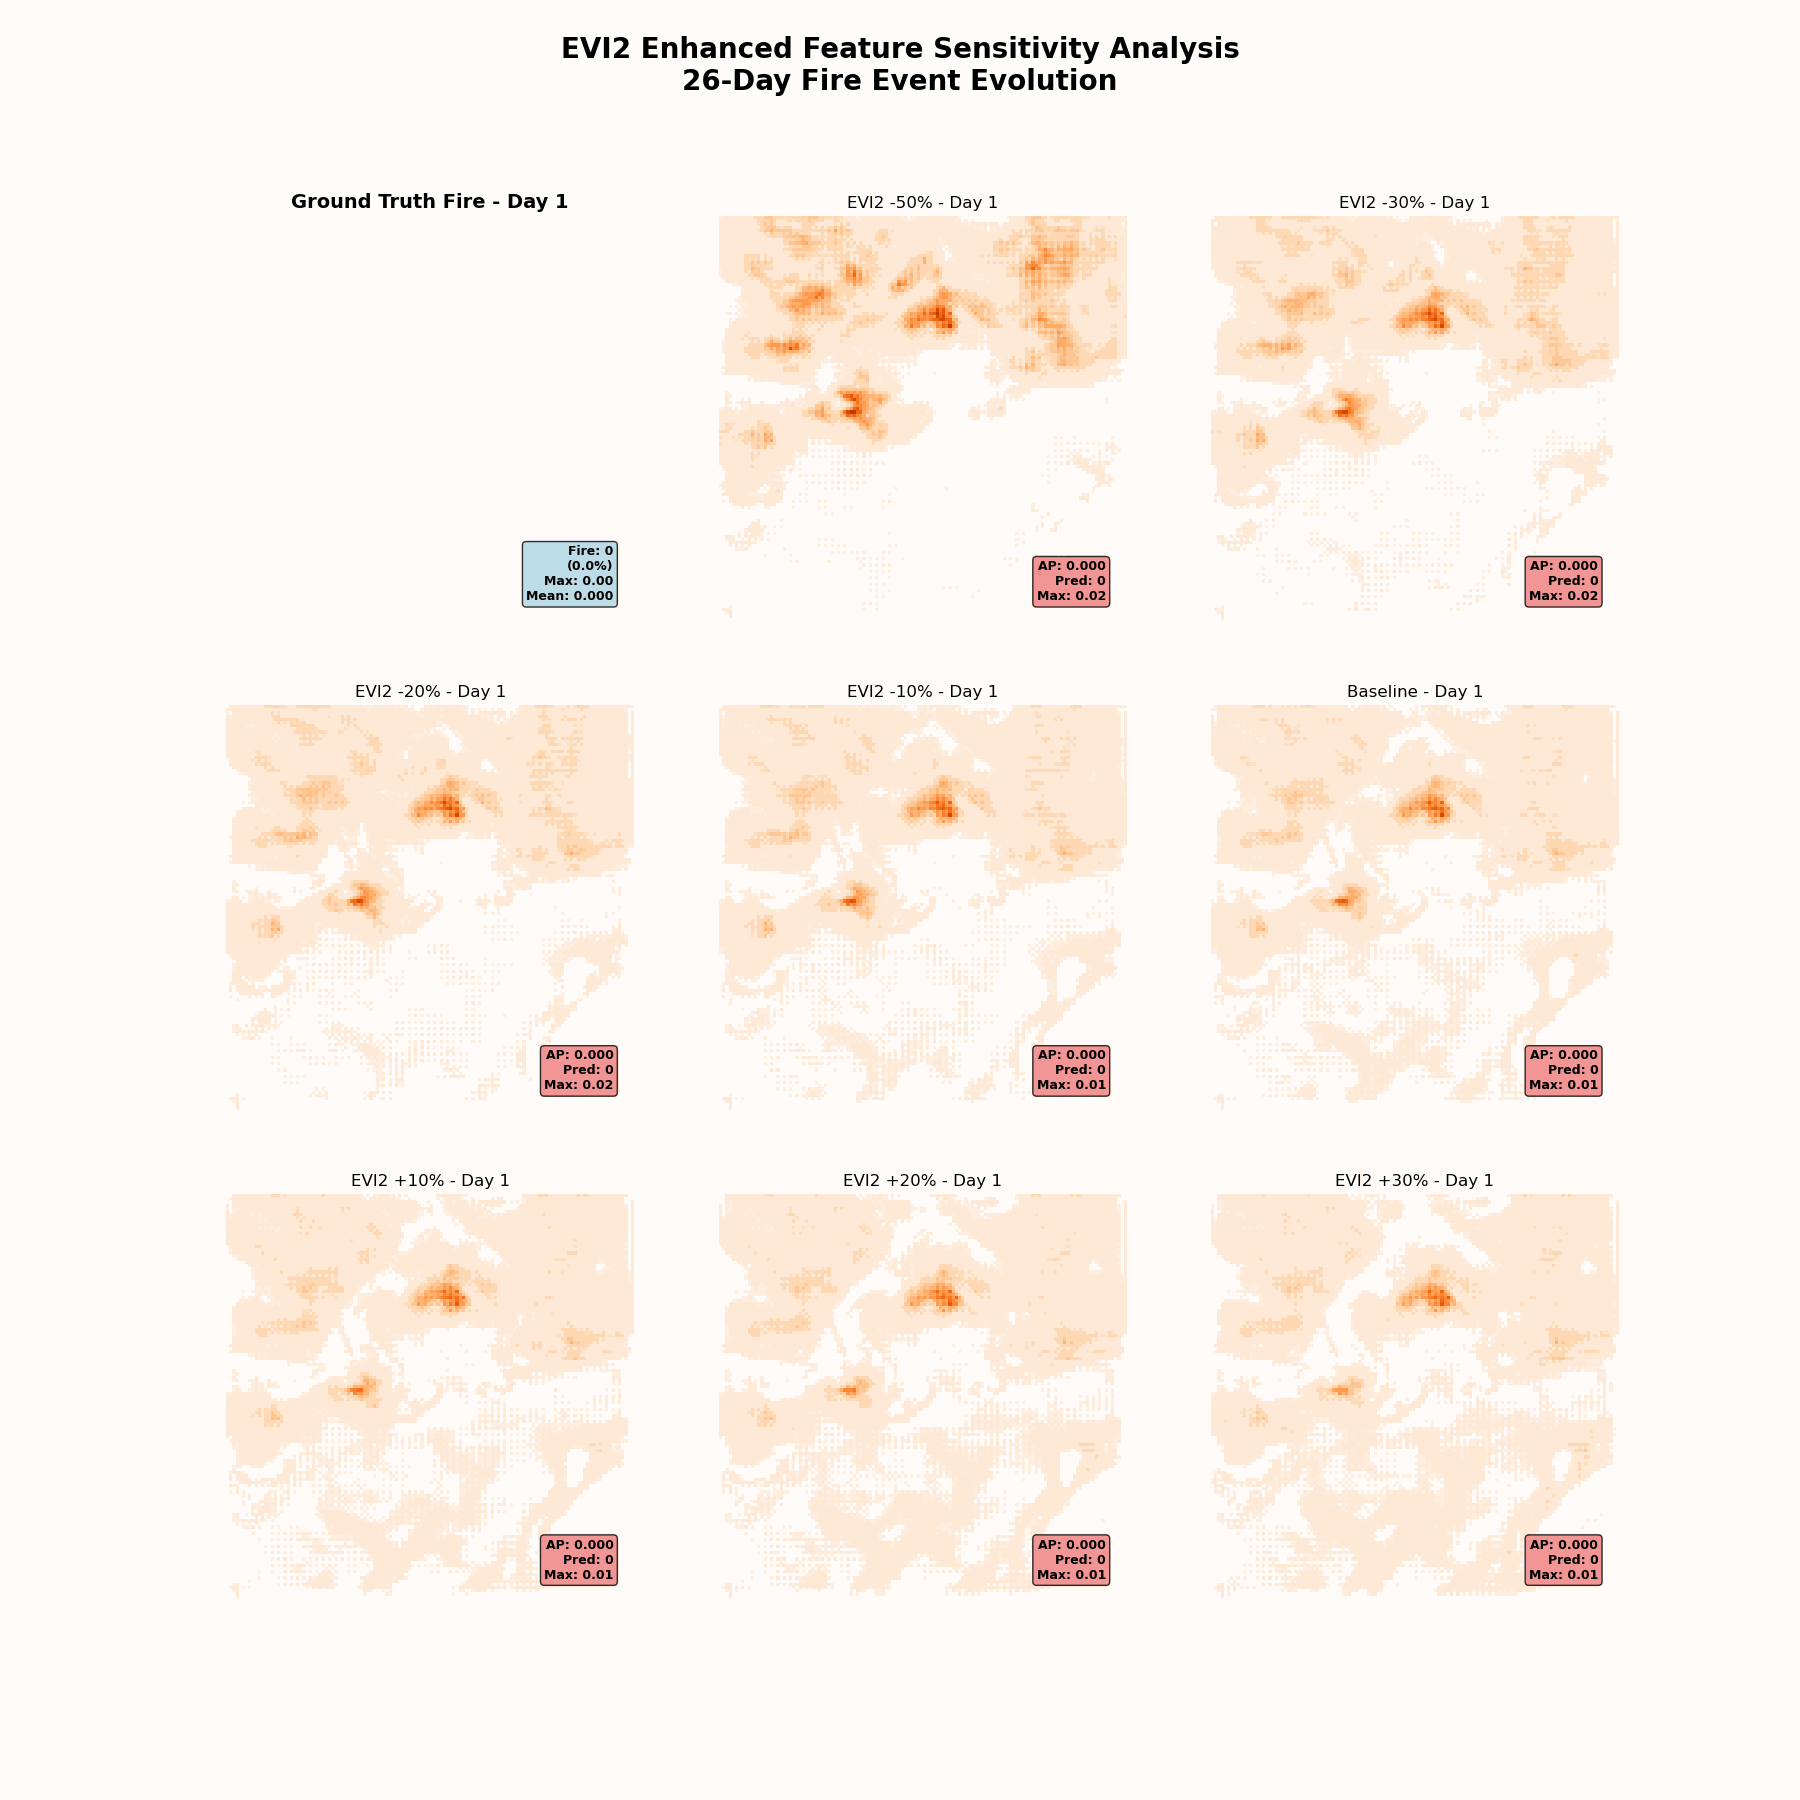 EVI2 Enhanced Feature Sensitivity Analysis
26-Day Fire Event Evolution
Ground Truth Fire - Day 1
Fire: 0
(0.0%)
Max: 0.00
Mean: 0.000
EVI2 -50% - Day 1
AP: 0.000
Pred: 0
Max: 0.02
EVI2 -30% - Day 1
AP: 0.000
Pred: 0
Max: 0.02
EVI2 -20% - Day 1
AP: 0.000
Pred: 0
Max: 0.02
EVI2 -10% - Day 1
AP: 0.000
Pred: 0
Max: 0.01
Baseline - Day 1
AP: 0.000
Pred: 0
Max: 0.01
EVI2 +10% - Day 1
AP: 0.000
Pred: 0
Max: 0.01
EVI2 +20% - Day 1
AP: 0.000
Pred: 0
Max: 0.01
EVI2 +30% - Day 1
AP: 0.000
Pred: 0
Max: 0.01